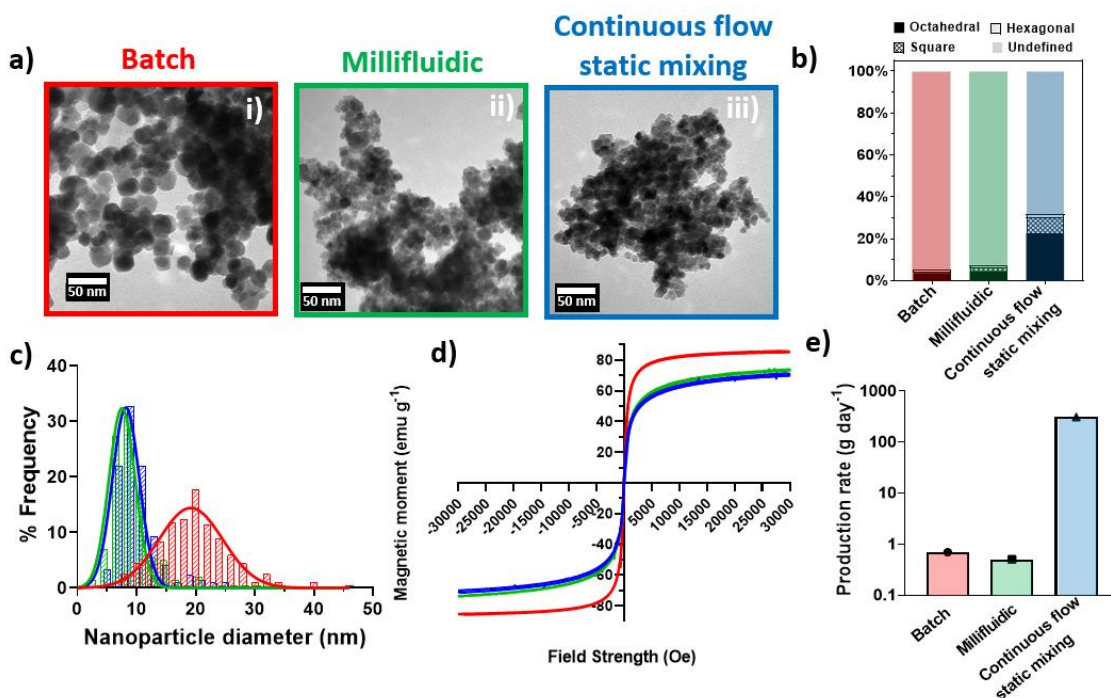 a)
Batch
Millifluidic
Continuous flow
static mixing
i)
ii)
iii)
50 nm
50 nm
50 nm
b)
Octahedral
Hexagonal
Square
Undefined
100%
80%
60%
40%
20%
0%
Batch
Millifluidic
Continuous flow
static mixing
c)
% Frequency
40
30
20
10
0
0
10
20
30
40
50
Nanoparticle diameter (nm)
d)
Magnetic moment (emu g⁻¹)
80
60
40
20
-20
-40
-60
-80
-30000
-25000
-20000
-15000
-10000
-5000
5000
10000
15000
20000
25000
30000
Field Strength (Oe)
e)
Production rate (g day⁻¹)
1000
100
10
1
0.1
Batch
Millifluidic
Continuous flow
static mixing